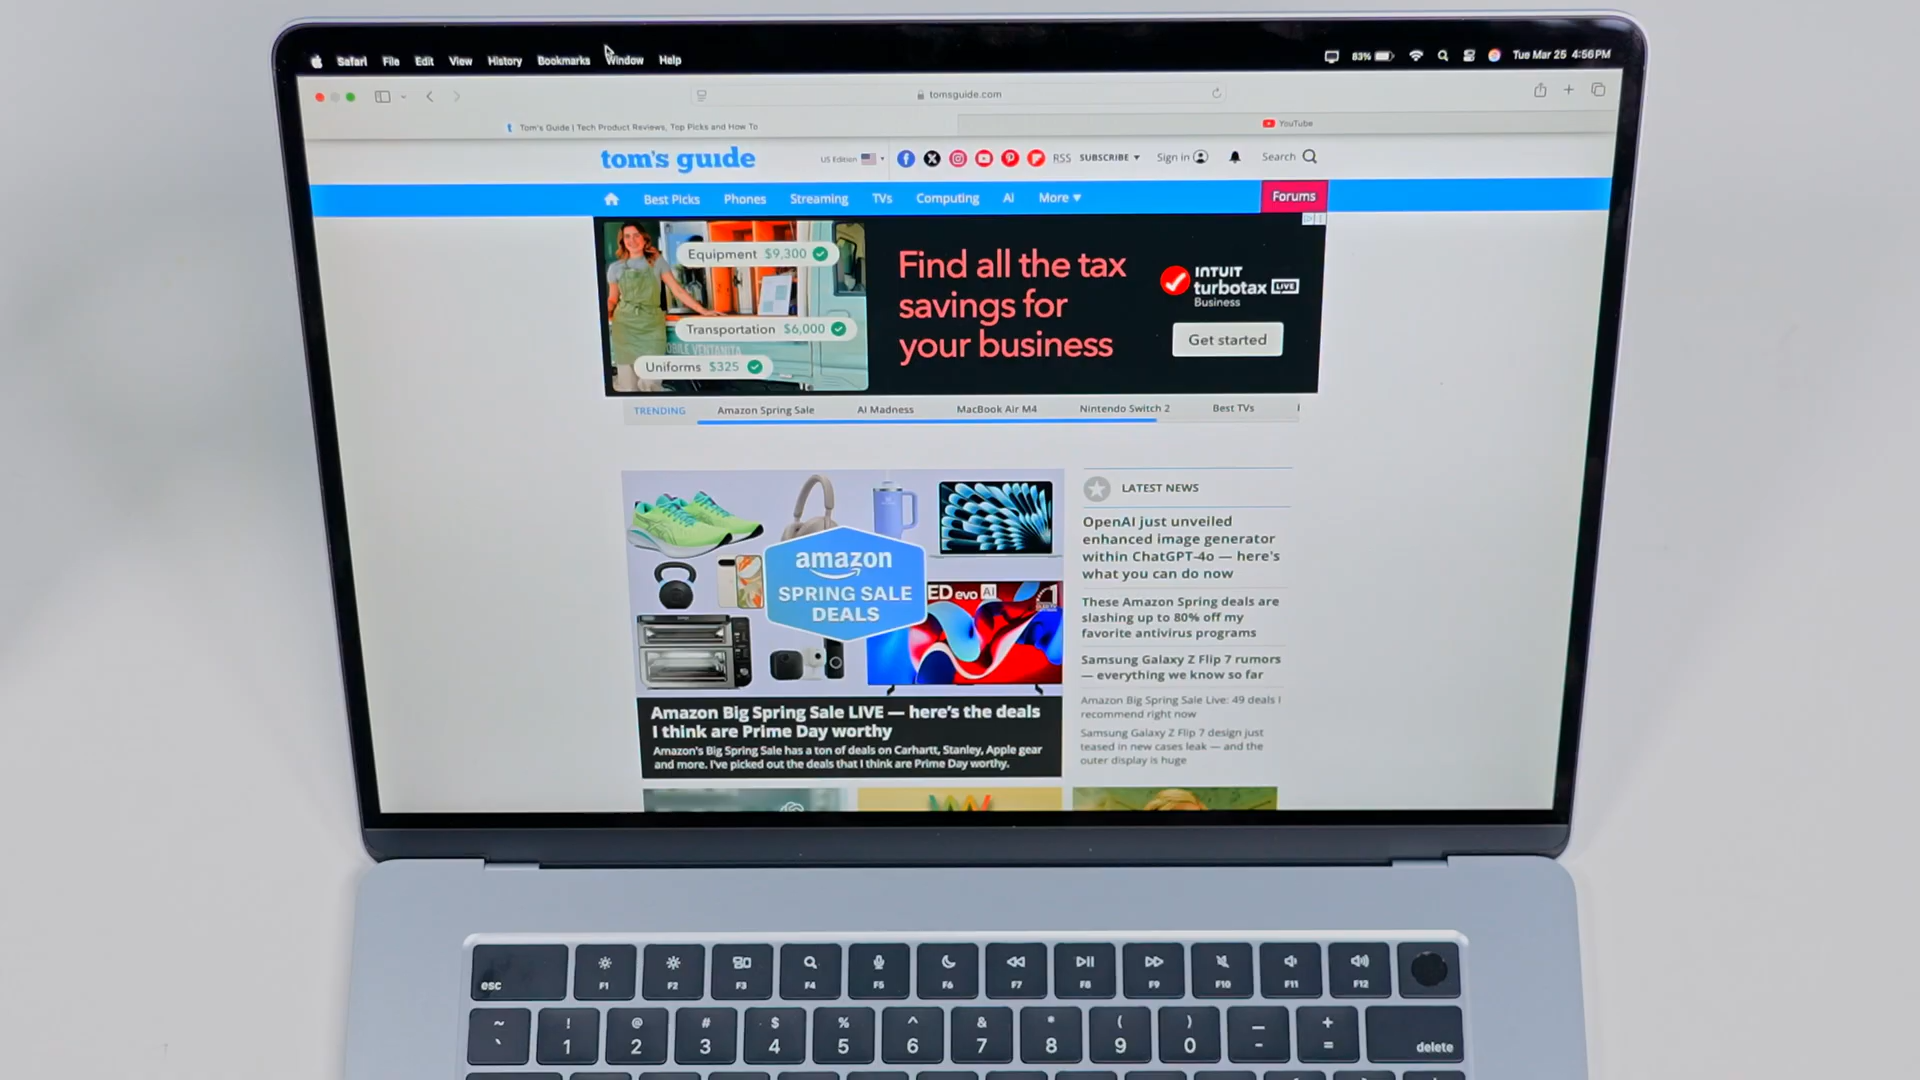 Safari File Edit View History Bookmarks Window Help
83% Tue Mar 25 4:56PM
tomsguide.com
t Tom's Guide | Tech Product Reviews, Top Picks and How To
YouTube
tom's guide
US Edition
RSS SUBSCRIBE Sign in Search
Best Picks Phones Streaming TVs Computing AI More
Forums
Equipment $9,300
Transportation $6,000
Uniforms $325
Find all the tax
savings for
your business
INTUIT
turbotax LIVE
Business
Get started
TRENDING Amazon Spring Sale AI Madness MacBook Air M4 Nintendo Switch 2 Best TVs
amazon
SPRING SALE
DEALS
ED evo AI
Amazon Big Spring Sale LIVE — here's the deals
I think are Prime Day worthy
Amazon's Big Spring Sale has a ton of deals on Carhartt, Stanley, Apple gear
and more. I've picked out the deals that I think are Prime Day worthy.
LATEST NEWS
OpenAI just unveiled
enhanced image generator
within ChatGPT-4o — here's
what you can do now
These Amazon Spring deals are
slashing up to 80% off my
favorite antivirus programs
Samsung Galaxy Z Flip 7 rumors
— everything we know so far
Amazon Big Spring Sale Live: 49 deals I
recommend right now
Samsung Galaxy Z Flip 7 design just
teased in new cases leak — and the
outer display is huge
esc F1 F2 F3 F4 F5 F6 F7 F8 F9 F10 F11 F12
~ ! @ # $ % ^ & * ( ) — +
` 1 2 3 4 5 6 7 8 9 0 - = delete